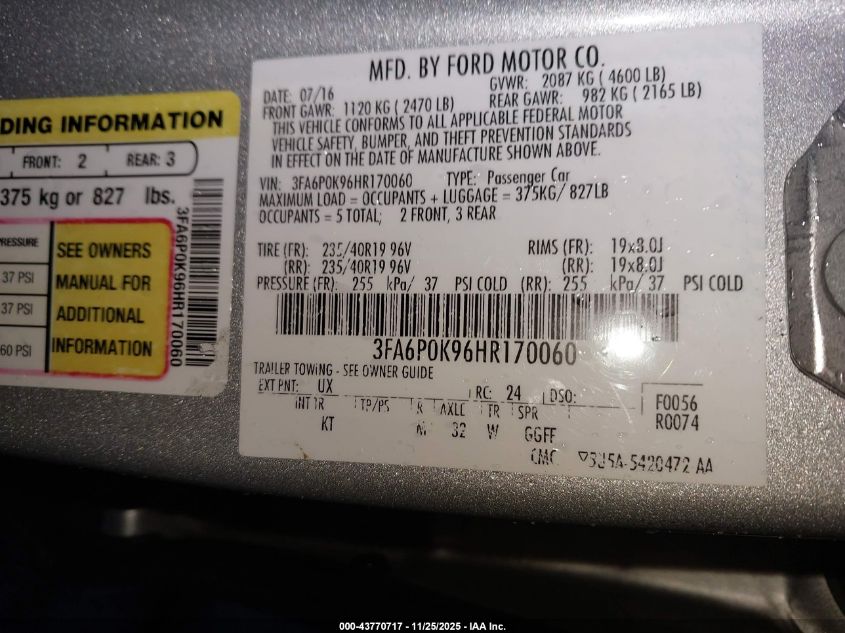 DING INFORMATION
FRONT: 2 REAR: 3
375 kg or 827 lbs.
PRESSURE
37 PSI
37 PSI
60 PSI
SEE OWNERS
MANUAL FOR
ADDITIONAL
INFORMATION
3FA6P0K96HR170060
MFD. BY FORD MOTOR CO.
DATE: 07/16 GVWR: 2087 KG ( 4600 LB)
FRONT GAWR: 1120 KG ( 2470 LB) REAR GAWR: 982 KG ( 2165 LB)
THIS VEHICLE CONFORMS TO ALL APPLICABLE FEDERAL MOTOR
VEHICLE SAFETY, BUMPER, AND THEFT PREVENTION STANDARDS
IN EFFECT ON THE DATE OF MANUFACTURE SHOWN ABOVE.
VIN: 3FA6P0K96HR170060 TYPE: Passenger Car
MAXIMUM LOAD = OCCUPANTS + LUGGAGE = 375KG/ 827LB
OCCUPANTS = 5 TOTAL; 2 FRONT, 3 REAR
TIRE (FR): 235/40R19 96V RIMS (FR): 19x8.0J
(RR): 235/40R19 96V (RR): 19x8.0J
PRESSURE (FR): 255 kPa/ 37 PSI COLD (RR): 255 kPa/ 37 PSI COLD
3FA6P0K96HR170060
TRAILER TOWING - SEE OWNER GUIDE
EXT PNT: UX RC: 24 DSO:
INT TR TP/PS R AXLE TR SPR
KT 32 W GGFF
F0056
R0074
CMC 5U5A-5420472 AA
000-43770717 - 11/25/2025 - IAA Inc.